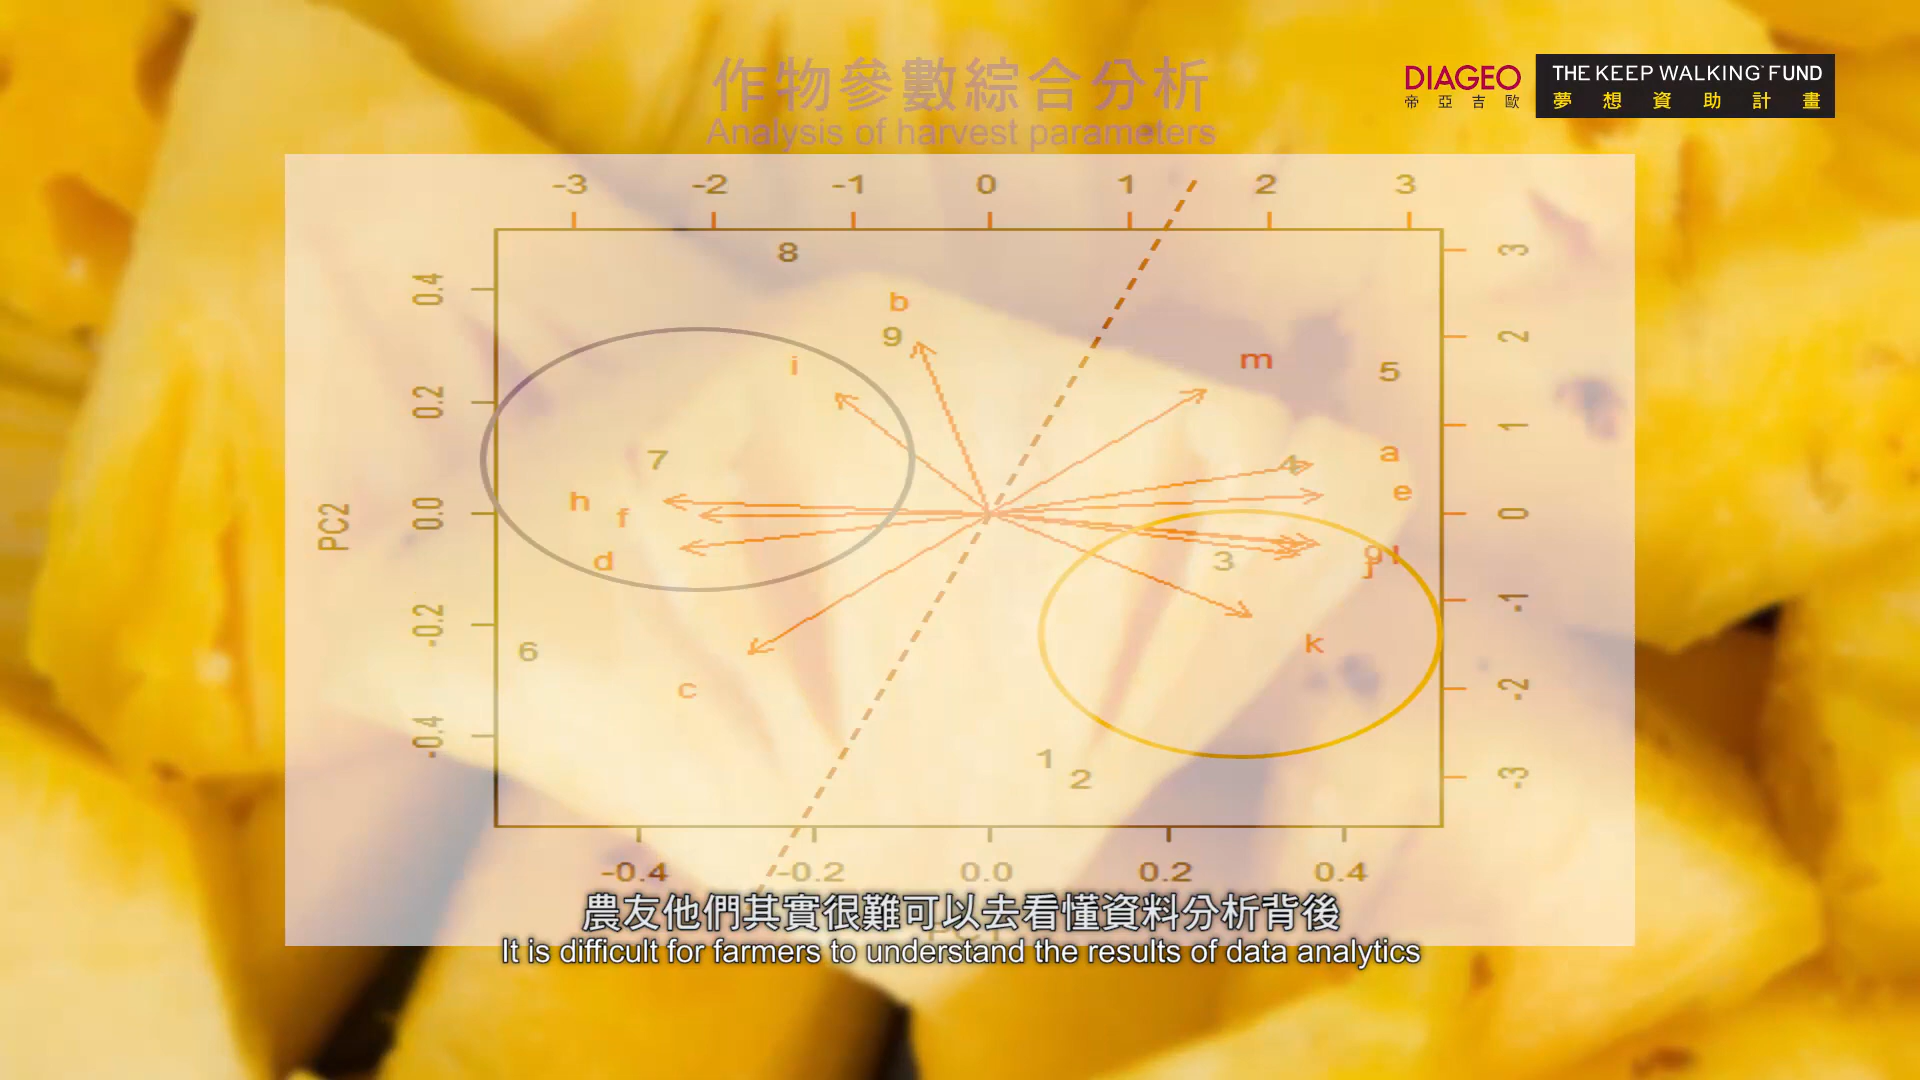 作物參數綜合分析
Analysis of harvest parameters
DIAGEO
帝亞吉歐
THE KEEP WALKING FUND
夢想資助計畫
-3 -2 -1 0 1 2 3
8
b
9
i
m
5
7
4
a
h
e
f
d
3
g l
j
6
k
c
1
2
0.4
0.2
0.0
-0.2
-0.4
PC2
3
2
1
0
-1
-2
-3
-0.4 -0.2 0.0 0.2 0.4
農友他們其實很難可以去看懂資料分析背後
It is difficult for farmers to understand the results of data analytics